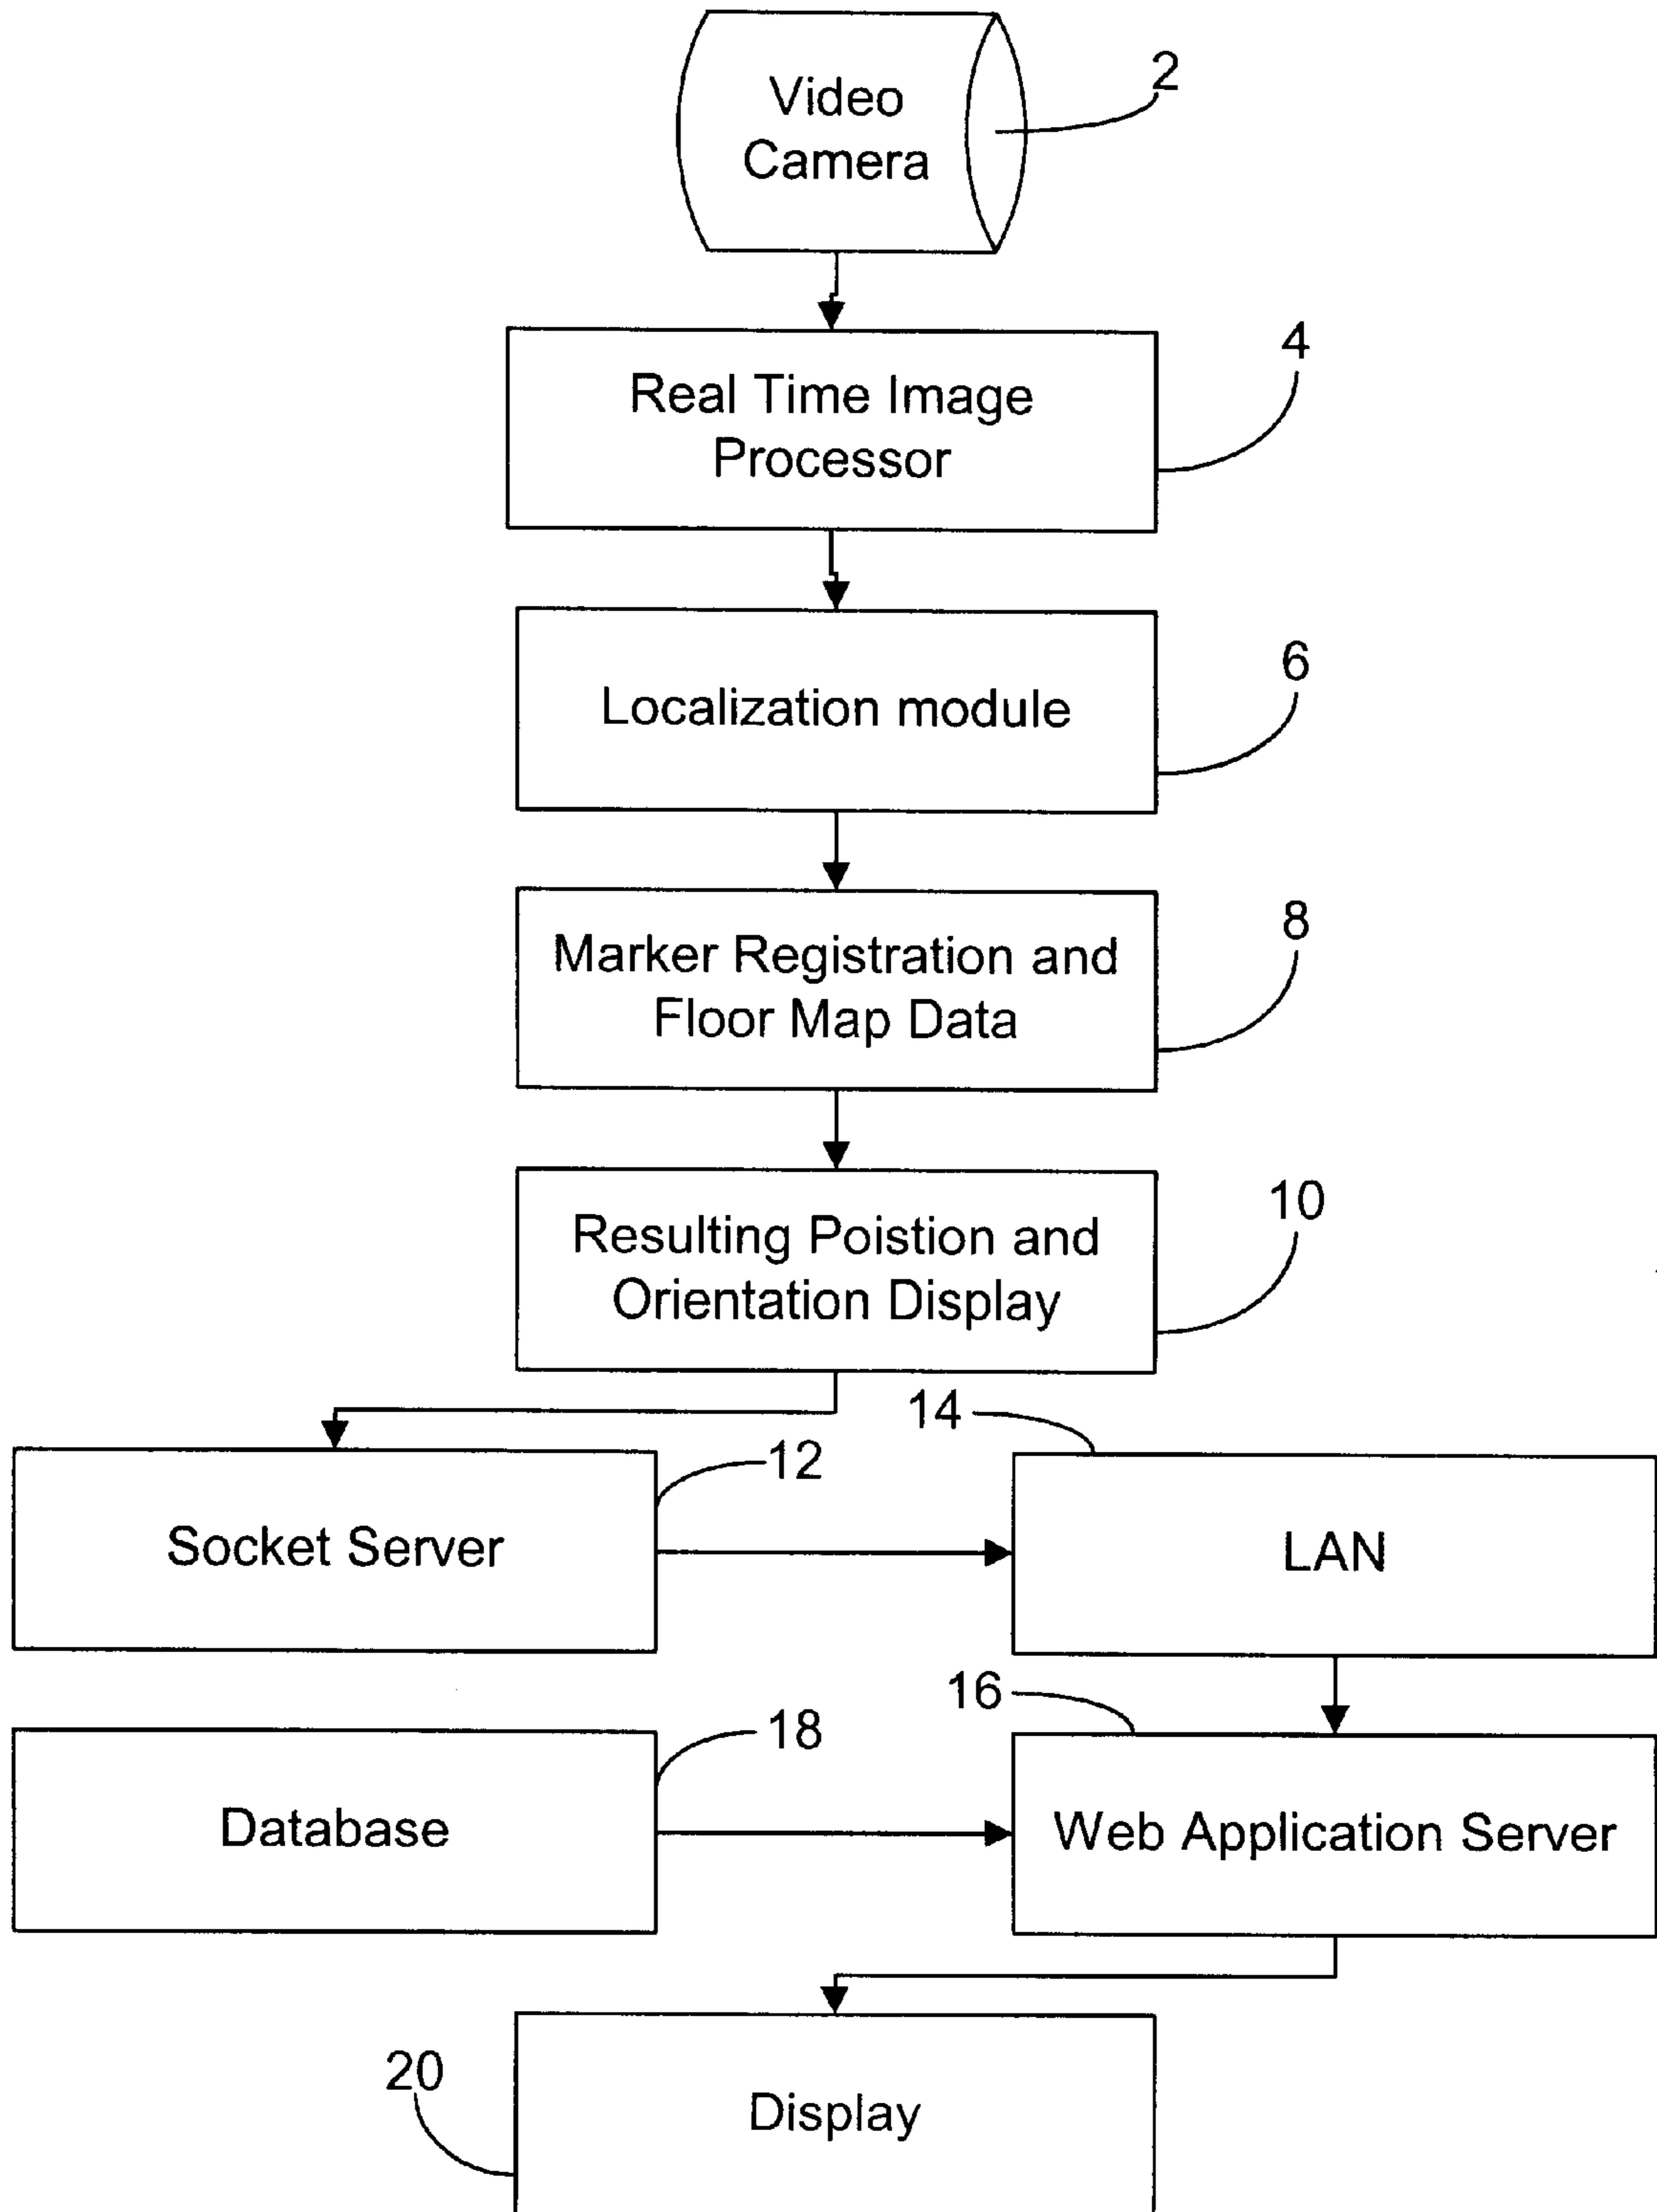 Video
Camera
2
Real Time Image
Processor
4
Localization module
6
Marker Registration and
Floor Map Data
8
Resulting Poistion and
Orientation Display
10
Socket Server
12
LAN
14
Database
18
Web Application Server
16
Display
20